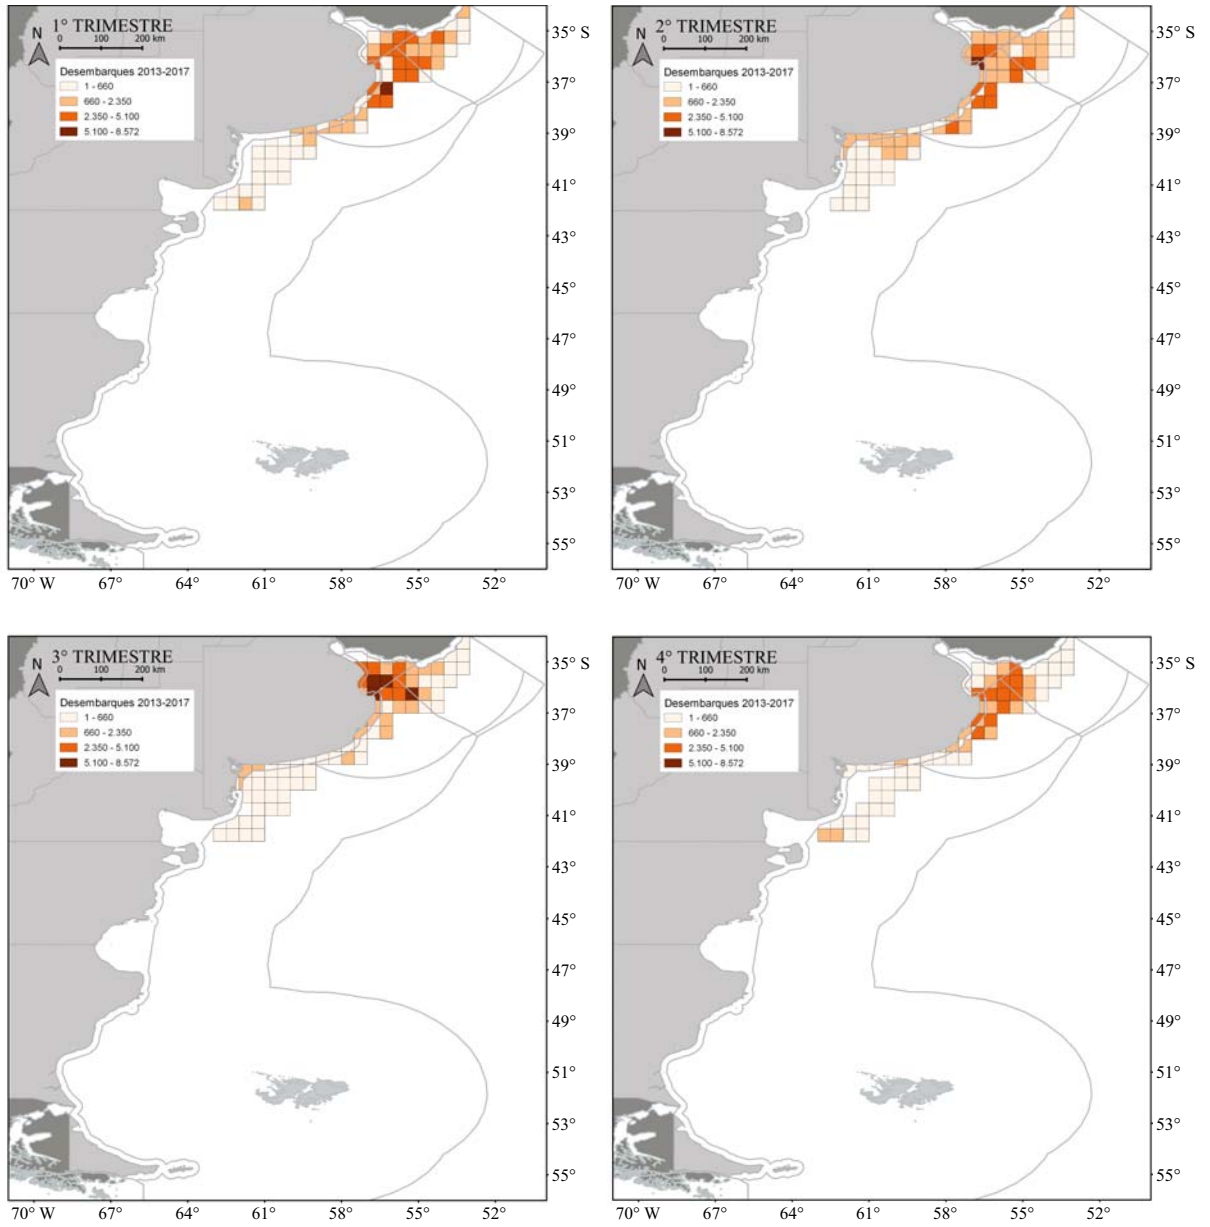 1° TRIMESTRE
N
0 100 200 km
Desembarques 2013-2017
1 - 660
660 - 2.350
2.350 - 5.100
5.100 - 8.572
35° S
37°
39°
41°
43°
45°
47°
49°
51°
53°
55°
70° W 67° 64° 61° 58° 55° 52°
2° TRIMESTRE
N
0 100 200 km
Desembarques 2013-2017
1 - 660
660 - 2.350
2.350 - 5.100
5.100 - 8.572
35° S
37°
39°
41°
43°
45°
47°
49°
51°
53°
55°
70° W 67° 64° 61° 58° 55° 52°
3° TRIMESTRE
N
0 100 200 km
Desembarques 2013-2017
1 - 660
660 - 2.350
2.350 - 5.100
5.100 - 8.572
35° S
37°
39°
41°
43°
45°
47°
49°
51°
53°
55°
70° W 67° 64° 61° 58° 55° 52°
4° TRIMESTRE
N
0 100 200 km
Desembarques 2013-2017
1 - 660
660 - 2.350
2.350 - 5.100
5.100 - 8.572
35° S
37°
39°
41°
43°
45°
47°
49°
51°
53°
55°
70° W 67° 64° 61° 58° 55° 52°